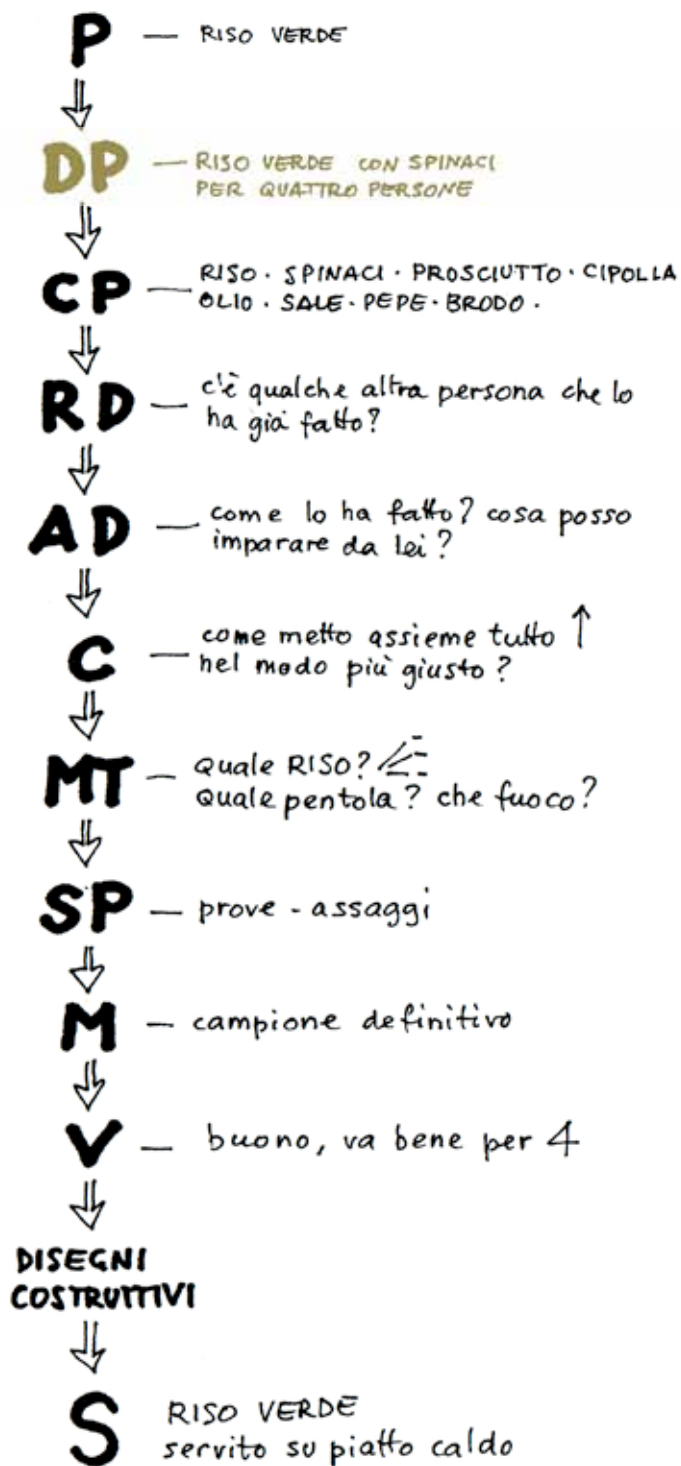 P — RISO VERDE
DP — RISO VERDE CON SPINACI
PER QUATTRO PERSONE
CP — RISO · SPINACI · PROSCIUTTO · CIPOLLA
OLIO · SALE · PEPE · BRODO ·
RD — c'è qualche altra persona che lo
ha già fatto?
AD — come lo ha fatto? cosa posso
imparare da lei?
C — come metto assieme tutto ↑
nel modo più giusto?
MT — quale RISO?
quale pentola? che fuoco?
SP — prove - assaggi
M — campione definitivo
V — buono, va bene per 4
DISEGNI
COSTRUTTIVI
S RISO VERDE
servito su piatto caldo